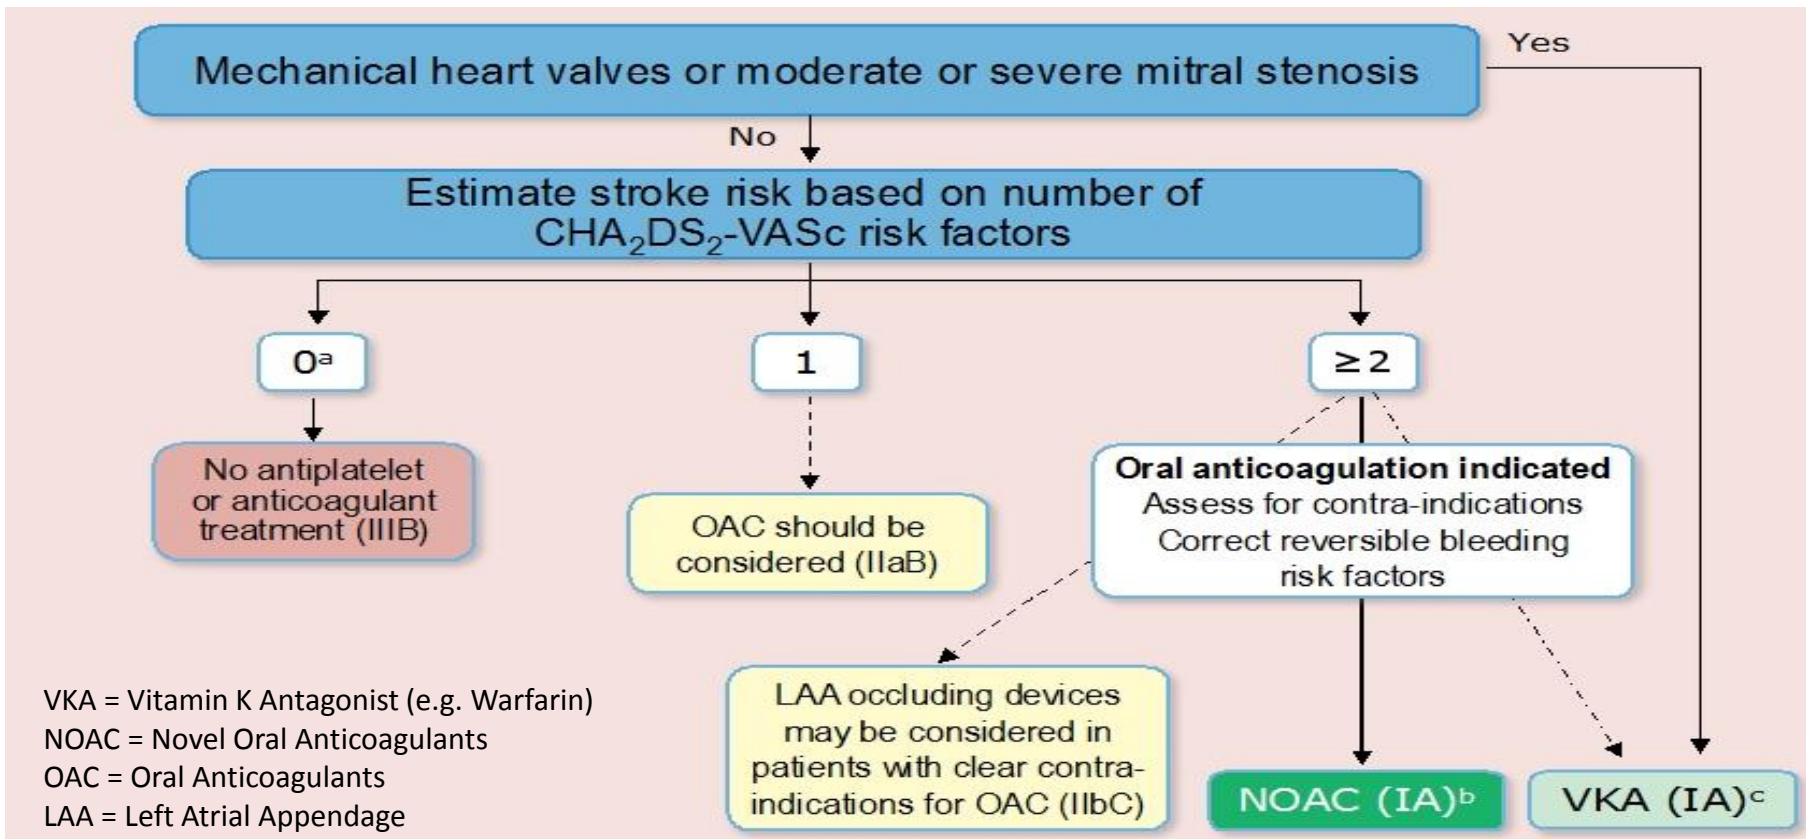 Mechanical heart valves or moderate or severe mitral stenosis
Yes
No
Estimate stroke risk based on number of
CHA₂DS₂-VASc risk factors
0ᵃ
1
≥ 2
No antiplatelet
or anticoagulant
treatment (IIIB)
OAC should be
considered (IIaB)
Oral anticoagulation indicated
Assess for contra-indications
Correct reversible bleeding
risk factors
LAA occluding devices
may be considered in
patients with clear contra-
indications for OAC (IIbC)
NOAC (IA)ᵇ
VKA (IA)ᶜ
VKA = Vitamin K Antagonist (e.g. Warfarin)
NOAC = Novel Oral Anticoagulants
OAC = Oral Anticoagulants
LAA = Left Atrial Appendage